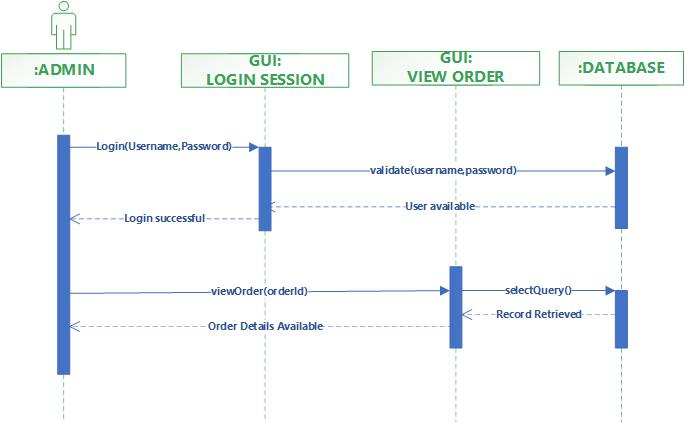 :ADMIN
GUI:
LOGIN SESSION
GUI:
VIEW ORDER
:DATABASE
Login(Username,Password)
validate(username,password)
User available
Login successful
viewOrder(orderId)
selectQuery()
Record Retrieved
Order Details Available